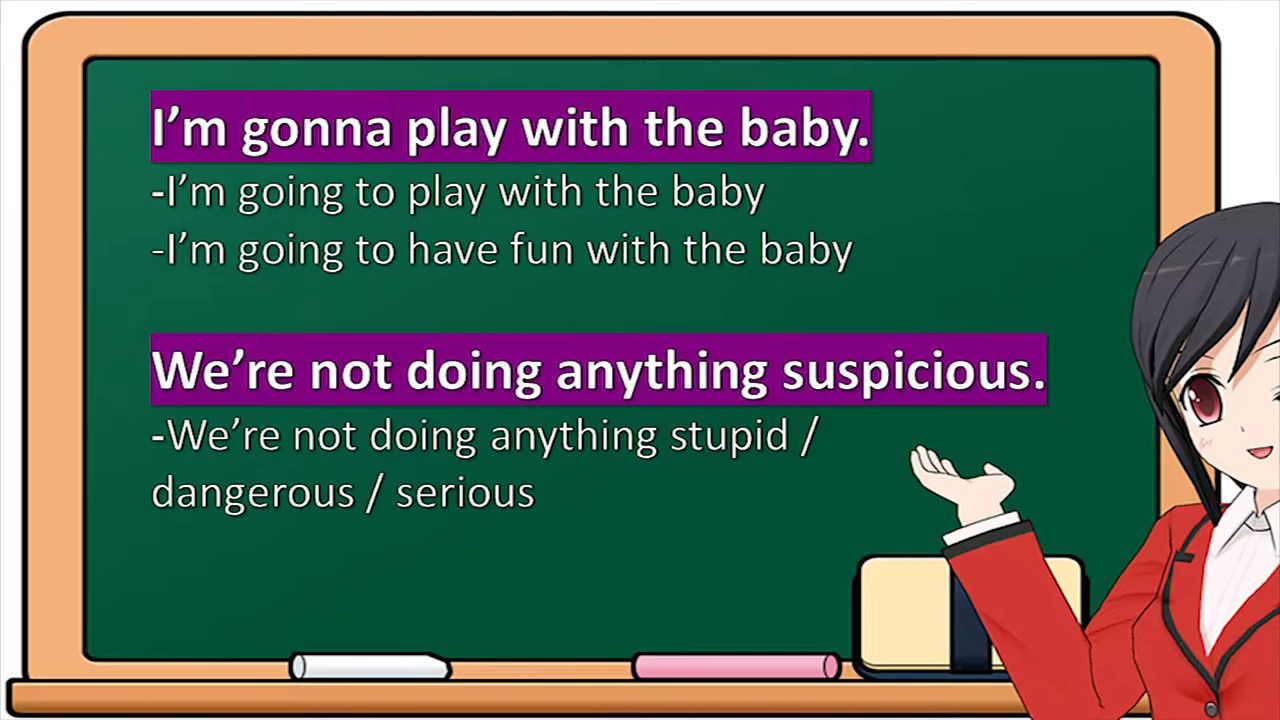 I'm gonna play with the baby.
-I'm going to play with the baby
-I'm going to have fun with the baby
We're not doing anything suspicious.
-We're not doing anything stupid /
dangerous / serious